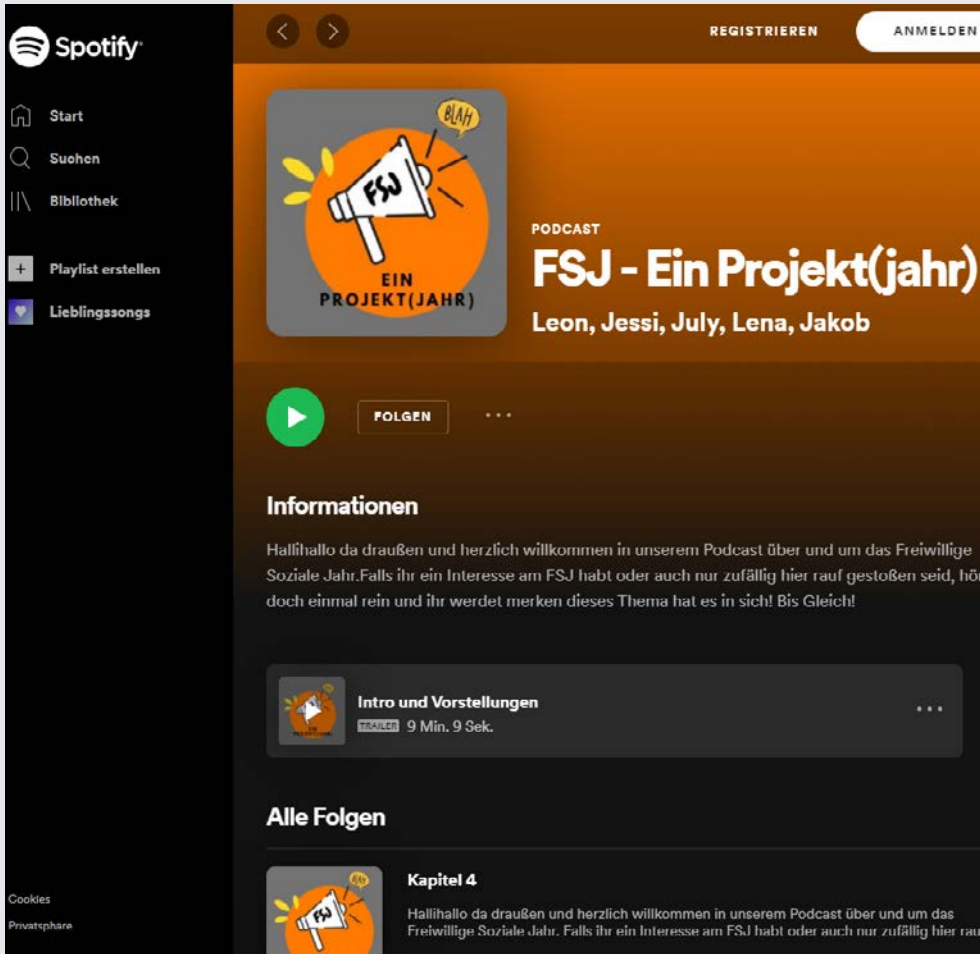 Spotify
REGISTRIEREN
ANMELDEN
Start
Suchen
Bibliothek
Playlist erstellen
Lieblingssongs
BLAH
FSJ
EIN
PROJEKT(JAHR)
PODCAST
FSJ - Ein Projekt(jahr)
Leon, Jessi, July, Lena, Jakob
FOLGEN
Informationen
Hallihallo da draußen und herzlich willkommen in unserem Podcast über und um das Freiwillige
Soziale Jahr.Falls ihr ein Interesse am FSJ habt oder auch nur zufällig hier rauf gestoßen seid,
doch einmal rein und ihr werdet merken dieses Thema hat es in sich! Bis Gleich!
Intro und Vorstellungen
TRAILER 9 Min. 9 Sek.
Alle Folgen
BLAH
FSJ
Kapitel 4
Hallihallo da draußen und herzlich willkommen in unserem Podcast über und um das
Freiwillige Soziale Jahr. Falls ihr ein Interesse am FSJ habt oder auch nur zufällig hier
Cookies
Privatsphäre